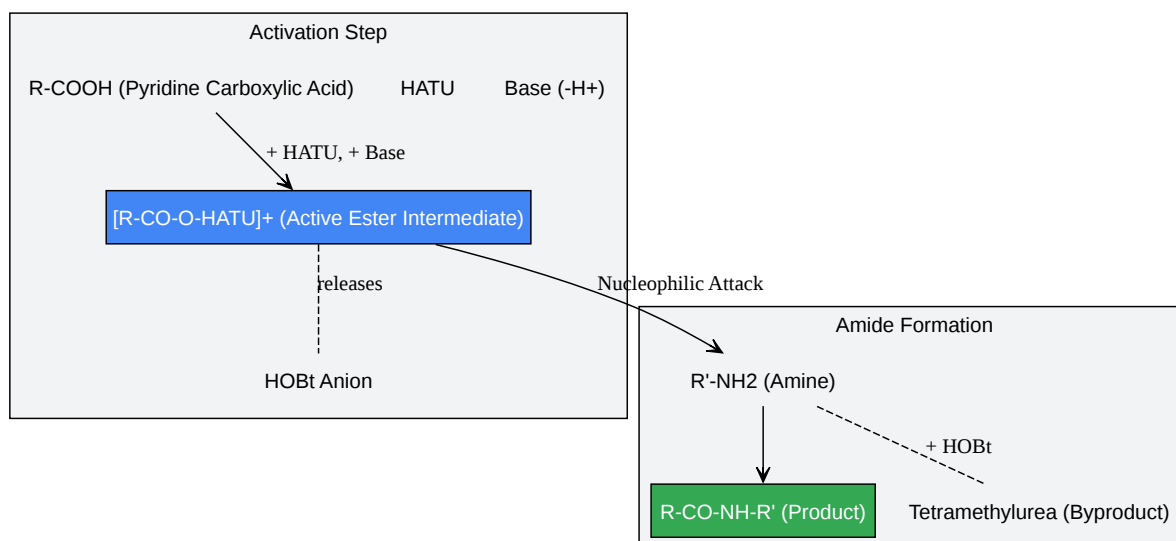 Activation Step
R-COOH (Pyridine Carboxylic Acid)
HATU
Base (-H+)
+ HATU, + Base
[R-CO-O-HATU]+ (Active Ester Intermediate)
releases
Nucleophilic Attack
HOBt Anion
Amide Formation
R'-NH2 (Amine)
+ HOBt
R-CO-NH-R' (Product)
Tetramethylurea (Byproduct)